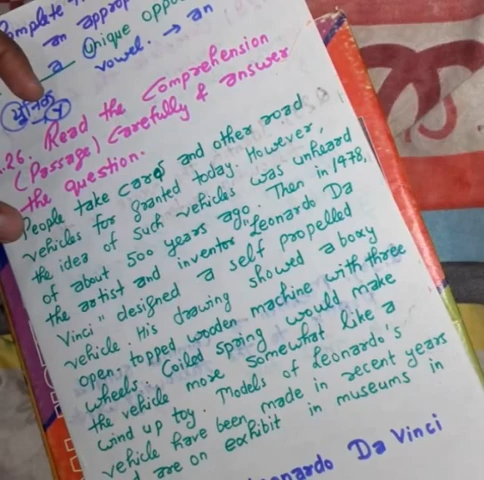 omplete
an approp
a Unique oppo
vowel. → an
26. Read the Comprehension
(Passage) Carefully & answer
the question.
People take cars and other road
vehicles for granted today. However,
the idea of such vehicles was unheard
of about 500 years ago. Then in 1478,
the artist and inventor "Leonardo Da
Vinci" designed a self propelled
vehicle. His drawing showed a boxy
open-topped wooden machine with three
wheels. Coiled spring would make
the vehicle move somewhat like a
wind up toy. Models of Leonardo's
vehicle have been made in recent years
d are on exhibit in museums in
onardo Da Vinci